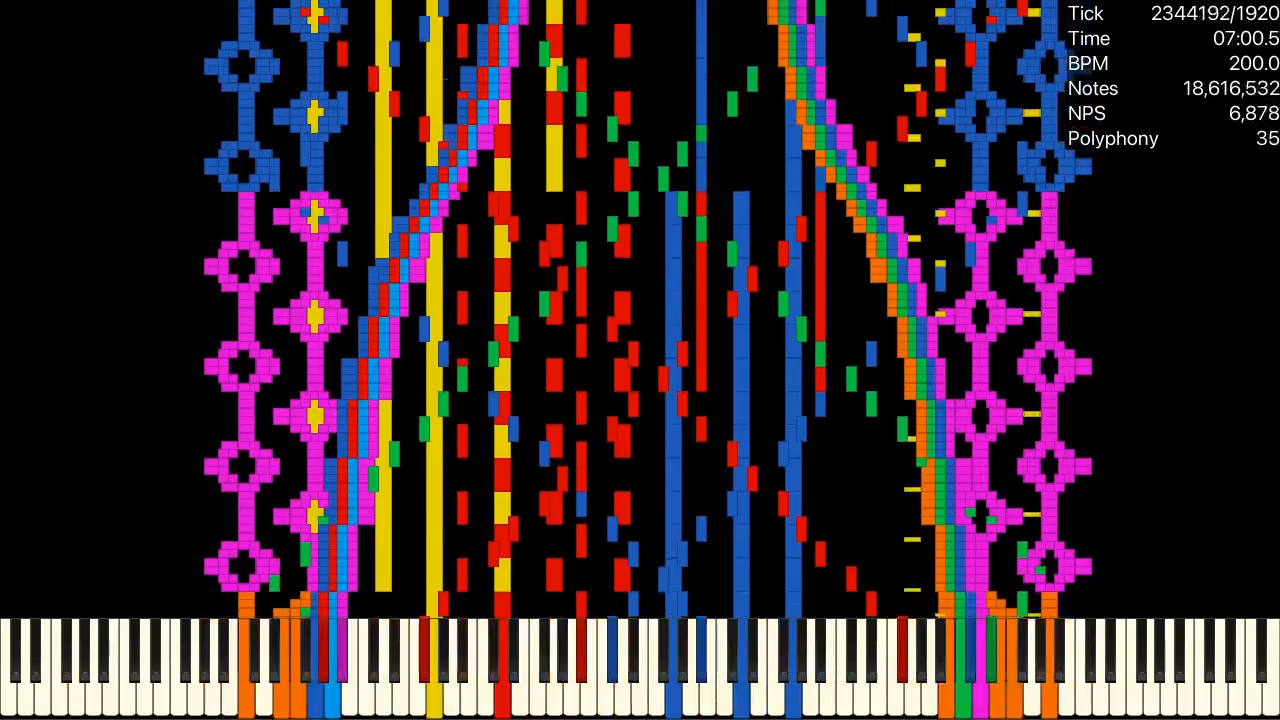 Tick 2344192/1920
Time 07:00.5
BPM 200.0
Notes 18,616,532
NPS 6,878
Polyphony 35